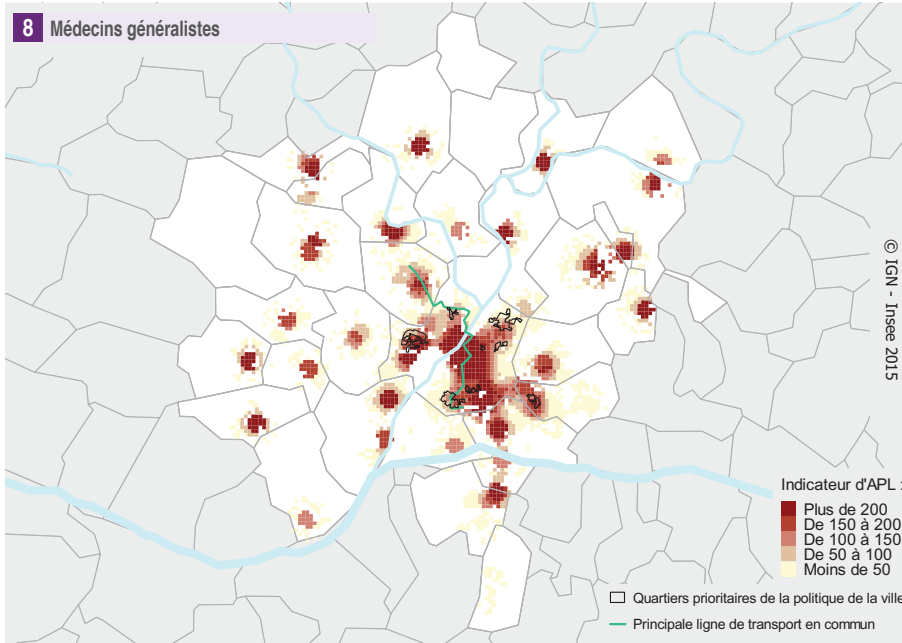 8 Médecins généralistes
© IGN - Insee 2015
Indicateur d'APL :
Plus de 200
De 150 à 200
De 100 à 150
De 50 à 100
Moins de 50
Quartiers prioritaires de la politique de la ville
Principale ligne de transport en commun